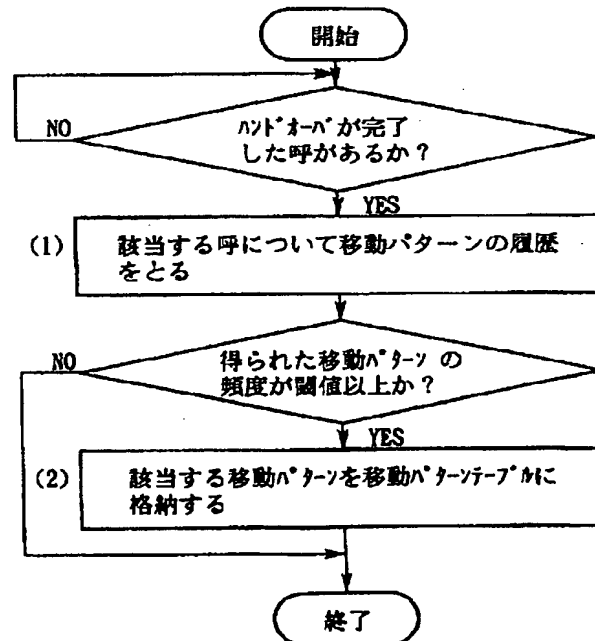 開始
ハンドオーバが完了
した呼があるか？
NO
YES
(1)
該当する呼について移動パターンの履歴
をとる
得られた移動パターン の
頻度が閾値以上か？
NO
YES
(2)
該当する移動パターンを移動パターンテーブルに
格納する
終了